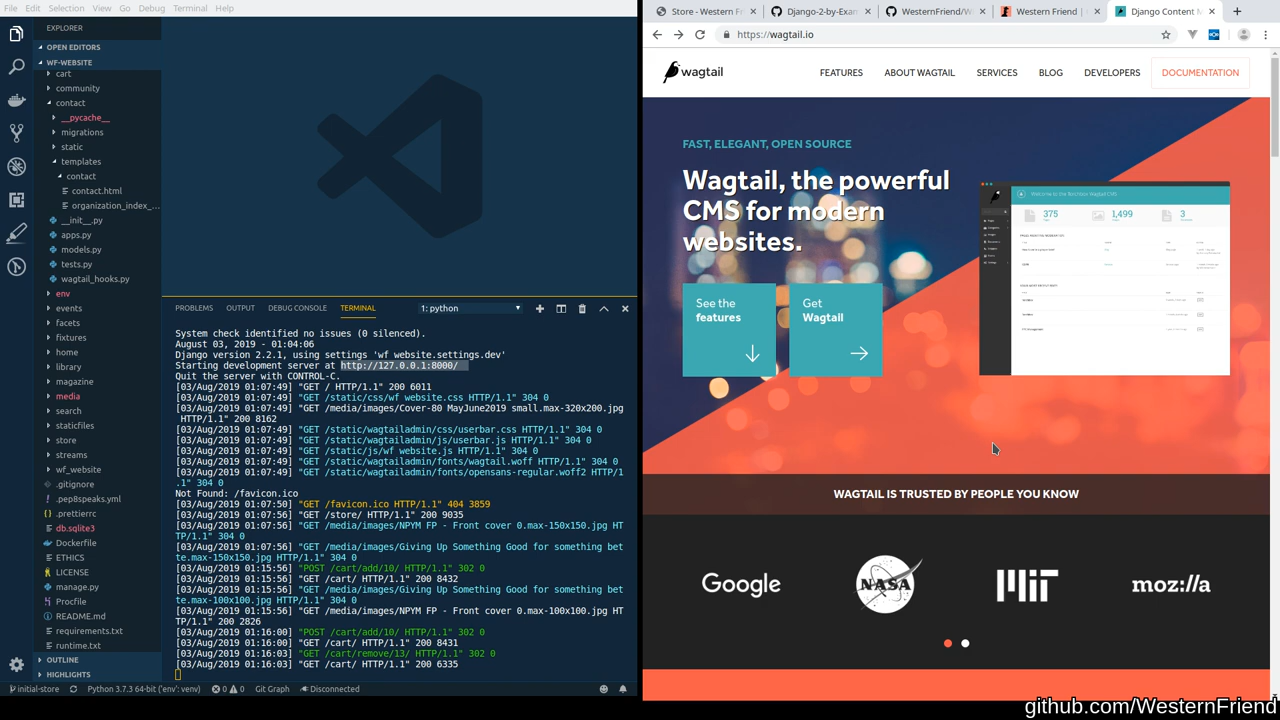 File Edit Selection View Go Debug Terminal Help
EXPLORER
OPEN EDITORS
WF-WEBSITE
cart
community
contact
__pycache__
migrations
static
templates
contact
contact.html
organization_index_...
__init__.py
apps.py
models.py
tests.py
wagtail_hooks.py
env
events
facets
fixtures
home
library
magazine
media
search
staticfiles
store
streams
wf_website
.gitignore
.pep8speaks.yml
.prettierrc
db.sqlite3
Dockerfile
ETHICS
LICENSE
manage.py
Procfile
README.md
requirements.txt
runtime.txt
OUTLINE
HIGHLIGHTS
PROBLEMS OUTPUT DEBUG CONSOLE TERMINAL 1: python
System check identified no issues (0 silenced).
August 03, 2019 - 01:04:06
Django version 2.2.1, using settings 'wf_website.settings.dev'
Starting development server at http://127.0.0.1:8000/
Quit the server with CONTROL-C.
[03/Aug/2019 01:07:49] "GET / HTTP/1.1" 200 6011
[03/Aug/2019 01:07:49] "GET /static/css/wf_website.css HTTP/1.1" 304 0
[03/Aug/2019 01:07:49] "GET /media/images/Cover-80_MayJune2019_small.max-320x200.jpg
HTTP/1.1" 200 8162
[03/Aug/2019 01:07:49] "GET /static/wagtailadmin/css/userbar.css HTTP/1.1" 304 0
[03/Aug/2019 01:07:49] "GET /static/wagtailadmin/js/userbar.js HTTP/1.1" 304 0
[03/Aug/2019 01:07:49] "GET /static/js/wf_website.js HTTP/1.1" 304 0
[03/Aug/2019 01:07:49] "GET /static/wagtailadmin/fonts/wagtail.woff HTTP/1.1" 304 0
[03/Aug/2019 01:07:49] "GET /static/wagtailadmin/fonts/opensans-regular.woff2 HTTP/1
.1" 304 0
Not Found: /favicon.ico
[03/Aug/2019 01:07:50] "GET /favicon.ico HTTP/1.1" 404 3859
[03/Aug/2019 01:07:56] "GET /store/ HTTP/1.1" 200 9035
[03/Aug/2019 01:07:56] "GET /media/images/NPYM_FP_-_Front_cover_0.max-150x150.jpg HT
TP/1.1" 304 0
[03/Aug/2019 01:07:56] "GET /media/images/Giving_Up_Something_Good_for_something_bet
te.max-150x150.jpg HTTP/1.1" 304 0
[03/Aug/2019 01:15:56] "POST /cart/add/10/ HTTP/1.1" 302 0
[03/Aug/2019 01:15:56] "GET /cart/ HTTP/1.1" 200 8432
[03/Aug/2019 01:15:56] "GET /media/images/Giving_Up_Something_Good_for_something_bet
te.max-100x100.jpg HTTP/1.1" 304 0
[03/Aug/2019 01:15:56] "GET /media/images/NPYM_FP_-_Front_cover_0.max-100x100.jpg HT
TP/1.1" 200 2826
[03/Aug/2019 01:16:00] "POST /cart/add/10/ HTTP/1.1" 302 0
[03/Aug/2019 01:16:00] "GET /cart/ HTTP/1.1" 200 8431
[03/Aug/2019 01:16:03] "GET /cart/remove/13/ HTTP/1.1" 302 0
[03/Aug/2019 01:16:03] "GET /cart/ HTTP/1.1" 200 6335
initial-store Python 3.7.3 64-bit ('env': venv) 0 0 Git Graph Disconnected
Store - Western Fr Django-2-by-Exam WesternFriend/W Western Friend | Django Content M
https://wagtail.io
wagtail
FEATURES ABOUT WAGTAIL SERVICES BLOG DEVELOPERS DOCUMENTATION
FAST, ELEGANT, OPEN SOURCE
Wagtail, the powerful
CMS for modern
websites.
See the
features
Get
Wagtail
Welcome to the Torchbox Wagtail CMS
375 1,499 3
WAGTAIL IS TRUSTED BY PEOPLE YOU KNOW
Google NASA MIT moz://a
github.com/WesternFriend